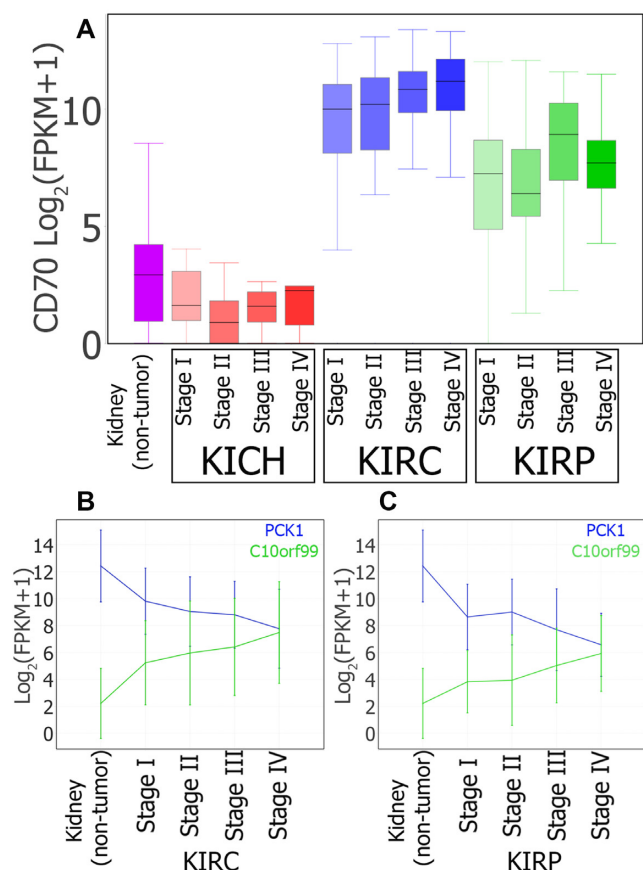 A
CD70 Log2(FPKM+1)
10
5
0
Kidney
(non-tumor)
Stage I
Stage II
Stage III
Stage IV
KICH
Stage I
Stage II
Stage III
Stage IV
KIRC
Stage I
Stage II
Stage III
Stage IV
KIRP
B
PCK1
C10orf99
Log2(FPKM+1)
14
12
10
8
6
4
2
0
Kidney
(non-tumor)
Stage I
Stage II
Stage III
Stage IV
KIRC
C
PCK1
C10orf99
Log2(FPKM+1)
14
12
10
8
6
4
2
0
Kidney
(non-tumor)
Stage I
Stage II
Stage III
Stage IV
KIRP